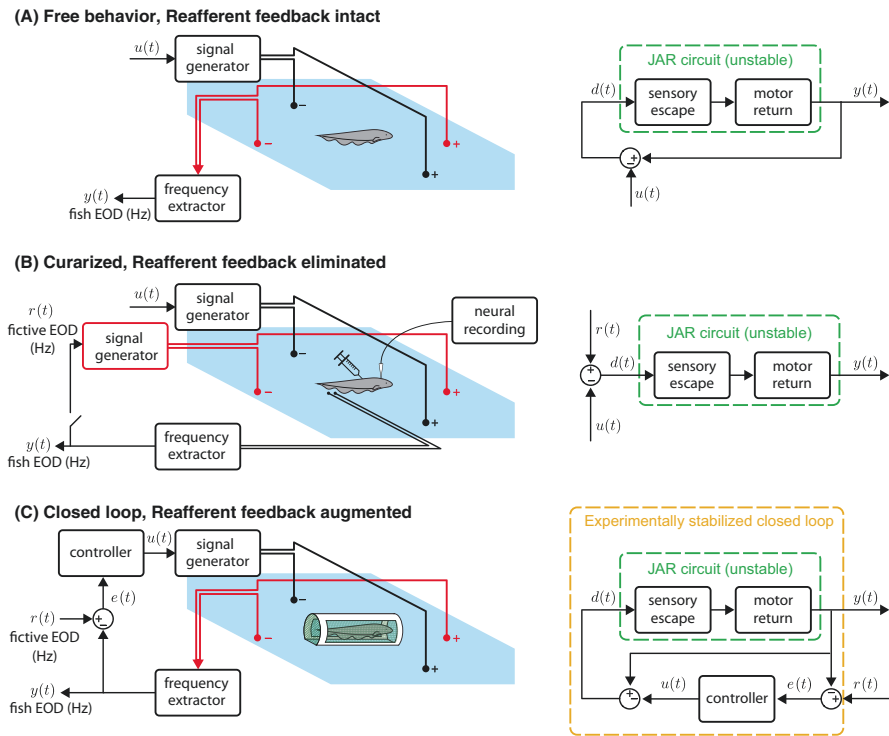 (A) Free behavior, Reafferent feedback intact
u(t)
signal
generator
−
−
+
+
y(t)
fish EOD (Hz)
frequency
extractor
JAR circuit (unstable)
d(t)
sensory
escape
motor
return
y(t)
− +
u(t)
(B) Curarized, Reafferent feedback eliminated
r(t)
fictive EOD
(Hz)
u(t)
signal
generator
signal
generator
neural
recording
−
−
+
+
y(t)
fish EOD (Hz)
frequency
extractor
r(t)
JAR circuit (unstable)
+
−
d(t)
sensory
escape
motor
return
y(t)
u(t)
(C) Closed loop, Reafferent feedback augmented
controller
u(t)
signal
generator
e(t)
r(t)
fictive EOD
(Hz)
+ −
−
−
+
+
y(t)
fish EOD (Hz)
frequency
extractor
Experimentally stabilized closed loop
JAR circuit (unstable)
d(t)
sensory
escape
motor
return
y(t)
+ −
u(t)
controller
e(t)
− +
r(t)